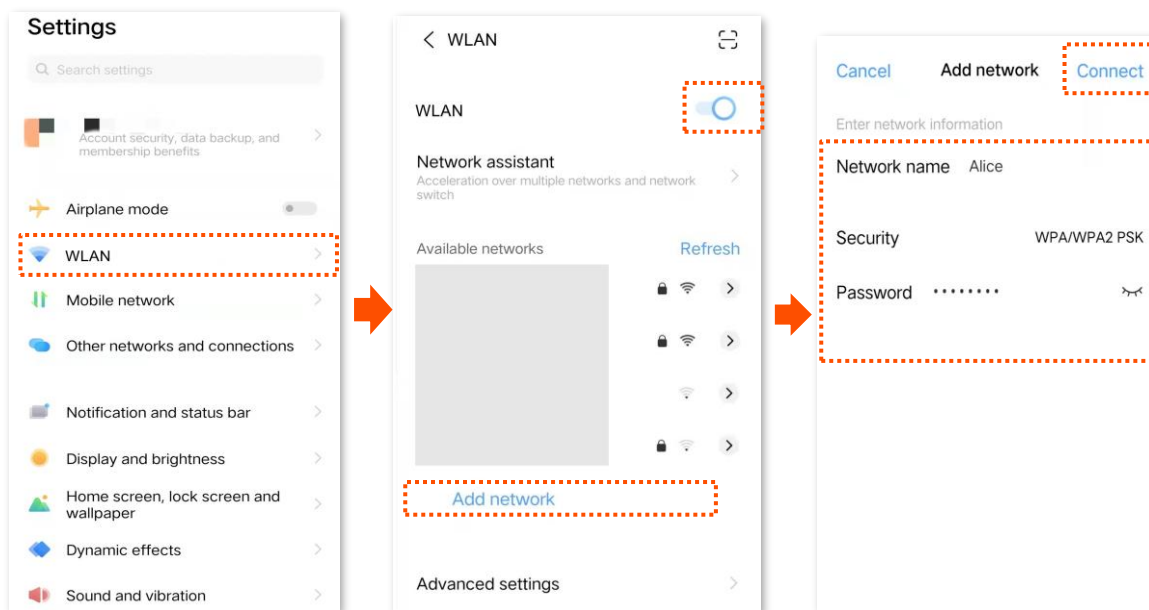 Settings
Search settings
Account security, data backup, and
membership benefits
Airplane mode
WLAN
Mobile network
Other networks and connections
Notification and status bar
Display and brightness
Home screen, lock screen and
wallpaper
Dynamic effects
Sound and vibration
WLAN
WLAN
Network assistant
Acceleration over multiple networks and network
switch
Available networks Refresh
Add network
Advanced settings
Cancel Add network Connect
Enter network information
Network name Alice
Security WPA/WPA2 PSK
Password ••••••••